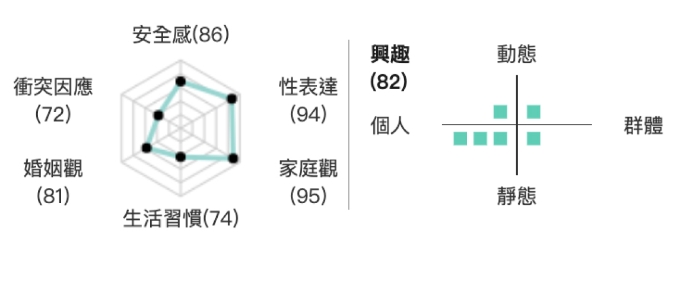 安全感(86)
衝突因應
(72)
性表達
(94)
婚姻觀
(81)
家庭觀
(95)
生活習慣(74)
興趣
(82)
動態
個人
群體
靜態